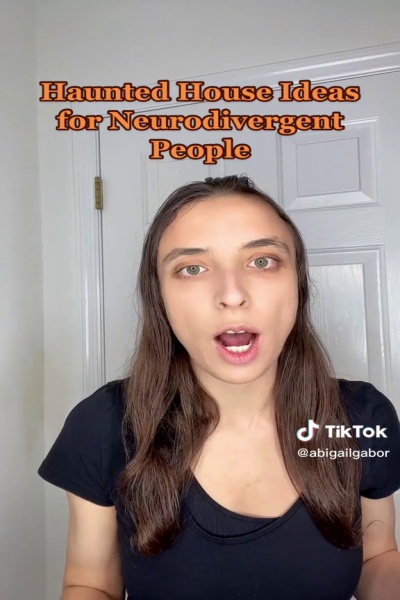 Haunted House Ideas
for Neurodivergent
People
TikTok
@abigailgabor